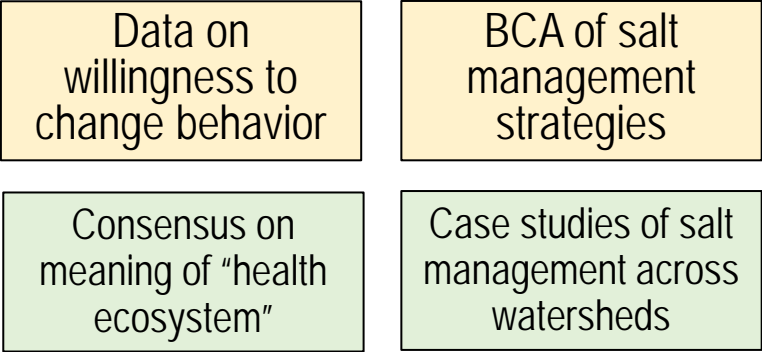 Data on
willingness to
change behavior
BCA of salt
management
strategies
Consensus on
meaning of “health
ecosystem”
Case studies of salt
management across
watersheds